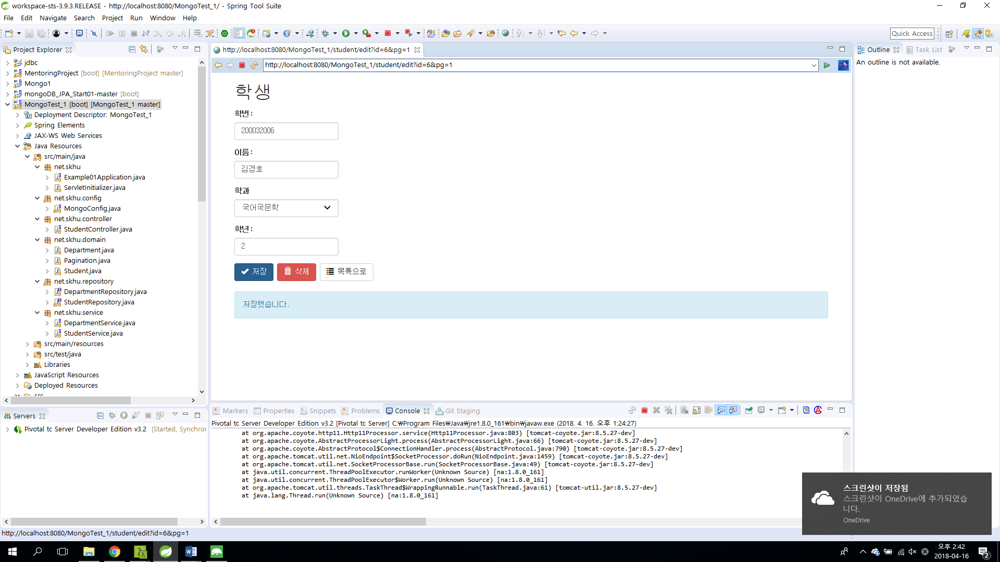 workspace-sts-3.9.3.RELEASE - http://localhost:8080/MongoTest_1/ - Spring Tool Suite
File Edit Navigate Search Project Run Window Help
Quick Access
Project Explorer
jdbc
MentoringProject [boot] [MentoringProject master]
Mongo1
mongoDB_JPA_Start01-master [boot]
MongoTest_1 [boot] [MongoTest_1 master]
Deployment Descriptor: MongoTest_1
Spring Elements
JAX-WS Web Services
Java Resources
src/main/java
net.skhu
Example01Application.java
ServletInitializer.java
net.skhu.config
MongoConfig.java
net.skhu.controller
StudentController.java
net.skhu.domain
Department.java
Pagination.java
Student.java
net.skhu.repository
DepartmentRepository.java
StudentRepository.java
net.skhu.service
DepartmentService.java
StudentService.java
src/main/resources
src/test/java
Libraries
JavaScript Resources
Deployed Resources
src
Servers
Pivotal tc Server Developer Edition v3.2 [Started, Synchror
http://localhost:8080/MongoTest_1/student/edit?id=6&pg=1
http://localhost:8080/MongoTest_1/student/edit?id=6&pg=1
학생
학번:
200032006
이름:
김경호
학과
국어국문학
학년:
2
저장 삭제 목록으로
저장했습니다.
Outline Task List
An outline is not available.
Markers Properties Snippets Problems Console Git Staging
Pivotal tc Server Developer Edition v3.2 [Pivotal tc Server] C:₩Program Files₩Java₩jre1.8.0_161₩bin₩javaw.exe (2018. 4. 16. 오후 1:24:27)
at org.apache.coyote.http11.Http11Processor.service(Http11Processor.java:803) [tomcat-coyote.jar:8.5.27-dev]
at org.apache.coyote.AbstractProcessorLight.process(AbstractProcessorLight.java:66) [tomcat-coyote.jar:8.5.27-dev]
at org.apache.coyote.AbstractProtocol$ConnectionHandler.process(AbstractProtocol.java:790) [tomcat-coyote.jar:8.5.27-dev]
at org.apache.tomcat.util.net.NioEndpoint$SocketProcessor.doRun(NioEndpoint.java:1459) [tomcat-coyote.jar:8.5.27-dev]
at org.apache.tomcat.util.net.SocketProcessorBase.run(SocketProcessorBase.java:49) [tomcat-coyote.jar:8.5.27-dev]
at java.util.concurrent.ThreadPoolExecutor.runWorker(Unknown Source) [na:1.8.0_161]
at java.util.concurrent.ThreadPoolExecutor$Worker.run(Unknown Source) [na:1.8.0_161]
at org.apache.tomcat.util.threads.TaskThread$WrappingRunnable.run(TaskThread.java:61) [tomcat-util.jar:8.5.27-dev]
at java.lang.Thread.run(Unknown Source) [na:1.8.0_161]
스크린샷이 저장됨
스크린샷이 OneDrive에 추가되었습
니다.
OneDrive
http://localhost:8080/MongoTest_1/student/edit?id=6&pg=1
오후 2:42
2018-04-16
2